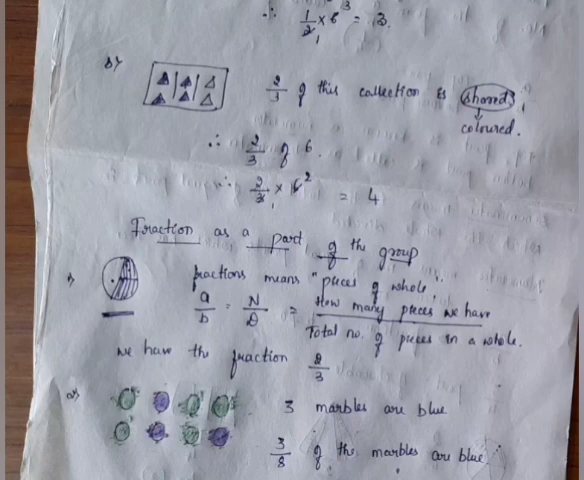 ∴ 1/2 × 6 3 = 3.
b) 2/3 of this collection is shaded,
coloured.
∴ 2/3 of 6.
∴ 2/3 × 6 2 = 4
Fraction as a part of the group
1) fractions means "pieces of whole".
a/b = N/D = How many pieces we have
Total no. of pieces in a whole.
we have the fraction 2/3
a) 3 marbles are blue
3/8 of the marbles are blue